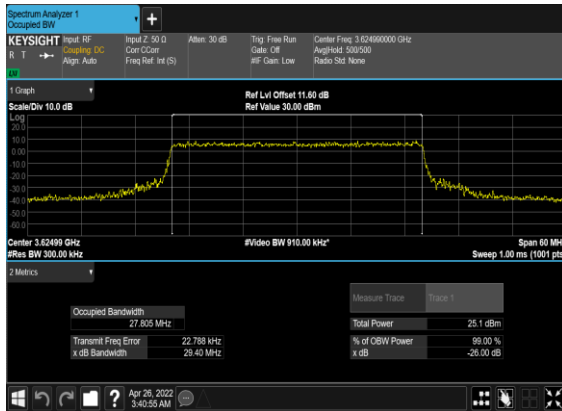 Spectrum Analyzer 1
Occupied BW
+
KEYSIGHT Input: RF Input Z: 50 Ω Atten: 30 dB Trig: Free Run Center Freq: 3.624990000 GHz
R T Coupling: DC Corr CCorr Gate: Off Avg|Hold: 500/500
Align: Auto Freq Ref: Int (S) #IF Gain: Low Radio Std: None
1 Graph
Ref Lvl Offset 11.60 dB
Scale/Div 10.0 dB Ref Value 30.00 dBm
Log
20.0
10.0
0.00
-10.0
-20.0
-30.0
-40.0
-50.0
-60.0
Center 3.62499 GHz #Video BW 910.00 kHz* Span 60 MH
#Res BW 300.00 kHz Sweep 1.00 ms (1001 pts
2 Metrics
Measure Trace Trace 1
Occupied Bandwidth
27.805 MHz Total Power 25.1 dBm
Transmit Freq Error 22.788 kHz % of OBW Power 99.00 %
x dB Bandwidth 29.40 MHz x dB -26.00 dB
? Apr 26, 2022
3:40:55 AM